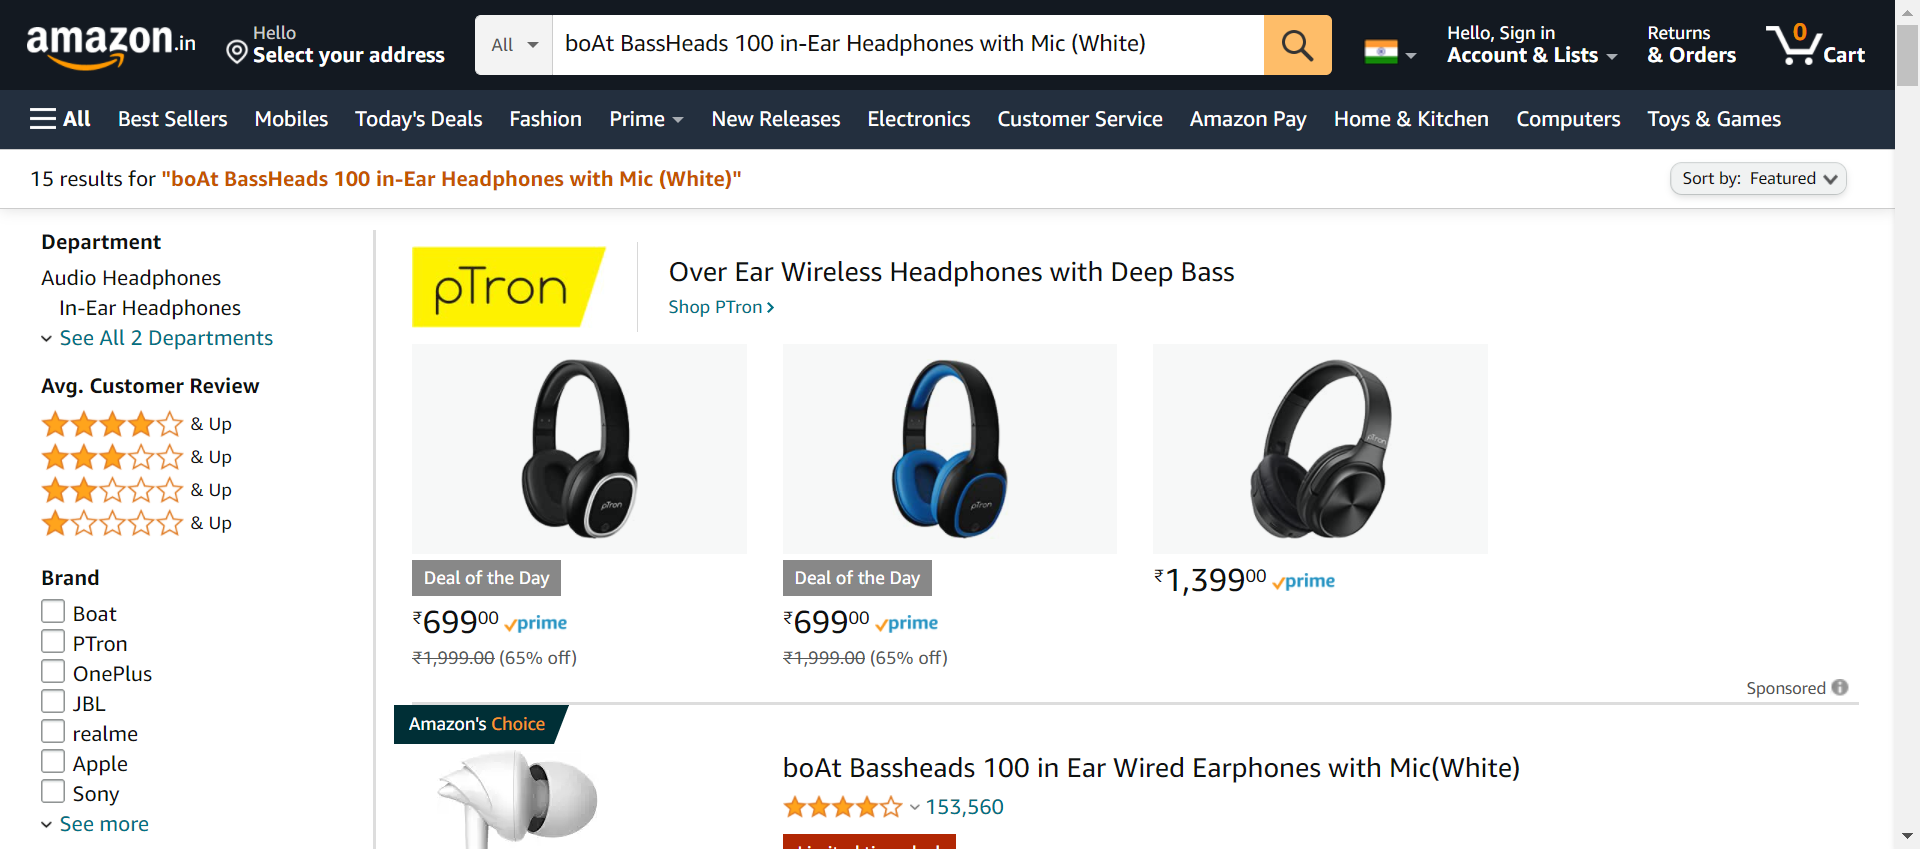 amazon.in
Hello
Select your address
All
boAt BassHeads 100 in-Ear Headphones with Mic (White)
Hello, Sign in
Account & Lists
Returns
& Orders
0
Cart
All
Best Sellers
Mobiles
Today's Deals
Fashion
Prime
New Releases
Electronics
Customer Service
Amazon Pay
Home & Kitchen
Computers
Toys & Games
15 results for "boAt BassHeads 100 in-Ear Headphones with Mic (White)"
Sort by: Featured
Department
Audio Headphones
In-Ear Headphones
See All 2 Departments
Avg. Customer Review
& Up
& Up
& Up
& Up
Brand
Boat
PTron
OnePlus
JBL
realme
Apple
Sony
See more
pTron
Over Ear Wireless Headphones with Deep Bass
Shop PTron
pTron
pTron
pTron
Deal of the Day
₹69900 prime
₹1,999.00 (65% off)
Deal of the Day
₹69900 prime
₹1,999.00 (65% off)
₹1,39900 prime
Sponsored
Amazon's Choice
boAt Bassheads 100 in Ear Wired Earphones with Mic(White)
153,560